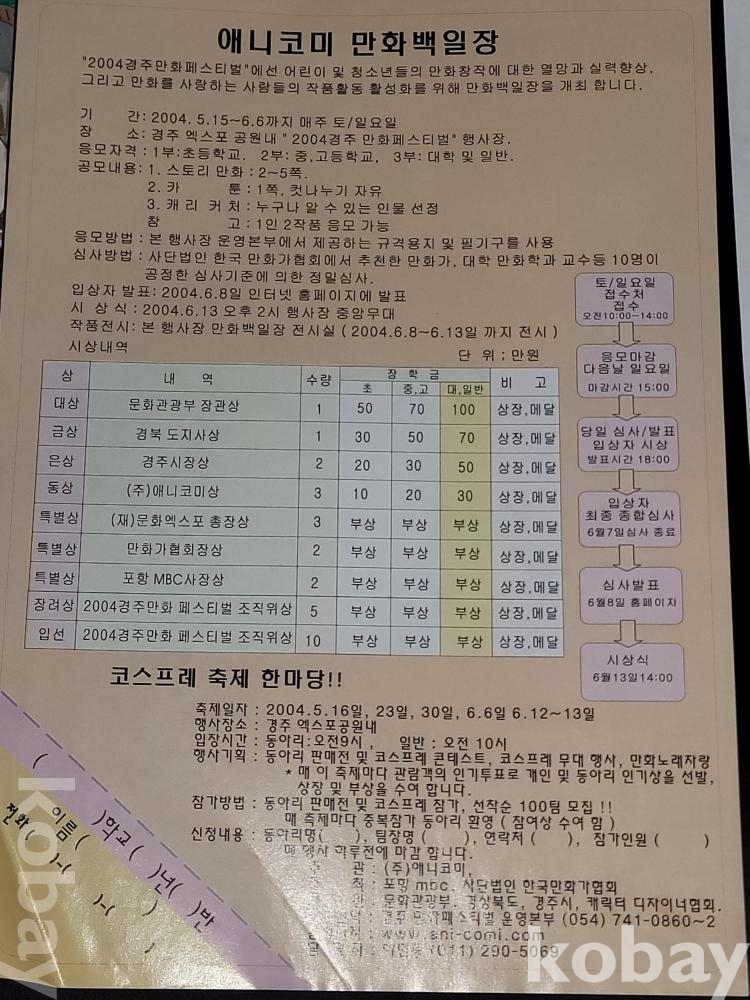 애니코미 만화백일장
"2004경주만화페스티벌"에선 어린이 및 청소년들의 만화창작에 대한 열망과 실력향상,
그리고 만화를 사랑하는 사람들의 작품활동 활성화를 위해 만화백일장을 개최 합니다.
기 간: 2004. 5.15~6.6까지 매주 토/일요일
장 소: 경주 엑스포 공원내 " 2004경주 만화페스티벌" 행사장.
응모자격 : 1부:초등학교. 2부: 중,고등학교, 3부: 대학 및 일반.
공모내용: 1. 스토리 만화 : 2~5쪽.
2. 카 툰 : 1쪽, 컷나누기 자유
3. 캐 리 커 처 : 누구나 알 수 있는 인물 선정
참 고 : 1인 2작품 응모 가능
응모방법 : 본 행사장 운영본부에서 제공하는 규격용지 및 필기구를 사용
심사방법 : 사단법인 한국 만화가협회에서 추천한 만화가, 대학 만화학과 교수등 10명이
공정한 심사기준에 의한 정밀심사.
입상자 발표: 2004.6.8일 인터넷 홈페이지에 발표
시 상 식 : 2004.6.13 오후 2시 행사장 중앙무대
작품전시: 본 행사장 만화백일장 전시실 ( 2004.6.8~6.13일 까지 전시 )
시상내역
단 위 ; 만원
상 내 역 수량 장 학 금 비 고
초 중,고 대,일반
대상 문화관광부 장관상 1 50 70 100 상장,메달
금상 경북 도지사상 1 30 50 70 상장,메달
은상 경주시장상 2 20 30 50 상장,메달
동상 (주)애니코미상 3 10 20 30 상장,메달
특별상 (재)문화엑스포 총장상 3 부상 부상 부상 상장,메달
특별상 만화가협회장상 2 부상 부상 부상 상장,메달
특별상 포항 MBC사장상 2 부상 부상 부상 상장,메달
장려상 2004경주만화 페스티벌 조직위상 5 부상 부상 부상 상장,메달
입선 2004경주만화 페스티벌 조직위상 10 부상 부상 부상 상장,메달
토/일요일
접수처
접수
오전10:00~14:00
응모마감
다음날 일요일
마감시간 15:00
당일 심사/발표
입상자 시상
발표시간 18:00
입상자
최종 종합심사
6월7일심사 종료
심사발표
6월8일 홈페이지
시상식
6월13일14:00
코스프레 축제 한마당!!
축제일자 : 2004.5.16일, 23일, 30일, 6.6일 6.12~13일
행사장소 : 경주 엑스포공원내
입장시간 : 동아리:오전9시 , 일반 : 오전 10시
행사기획 : 동아리 판매전 및 코스프레 콘테스트, 코스프레 무대 행사, 만화노래자랑
* 매 이 축제마다 관람객의 인기투표로 개인 및 동아리 인기상을 선발,
상장 및 부상을 수여 합니다.
참가방법 : 동아리 판매전 및 코스프레 참가, 선착순 100팀 모집 !!
매 축제마다 중복참가 동아리 환영 ( 참여상 수여 함 )
신청내용 : 동아리명( ), 팀장명 ( ), 연락처 ( ), 참가인원 ( )
매 행사 하루전에 마감 합니다.
관 : (주)애니코미,
포항 mbc, 사단법인 한국만화가협회
문화관광부, 경상북도, 경주시, 캐릭터 디자이너협회.
경주 만화페스티벌 운영본부 (054) 741-0860~2
www.ani-comi.com
(011) 290-5069
( )학교 ( )년( )반
이름 ( )
전화 ( )-( )-( )
kobay
kobay